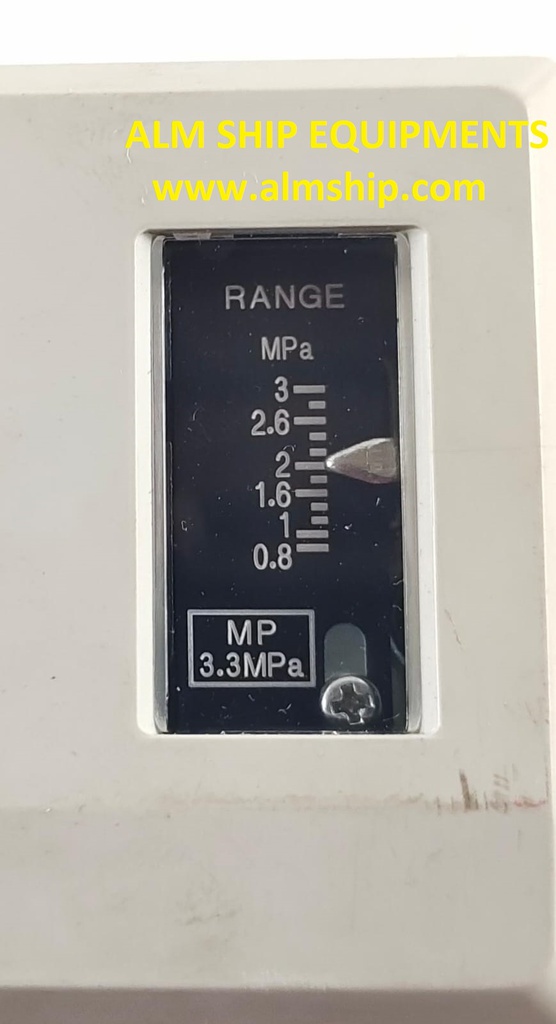 ALM SHIP EQUIPMENTS
www.almship.com
RANGE
MPa
3
2.6
2
1.6
1
0.8
MP
3.3MPa